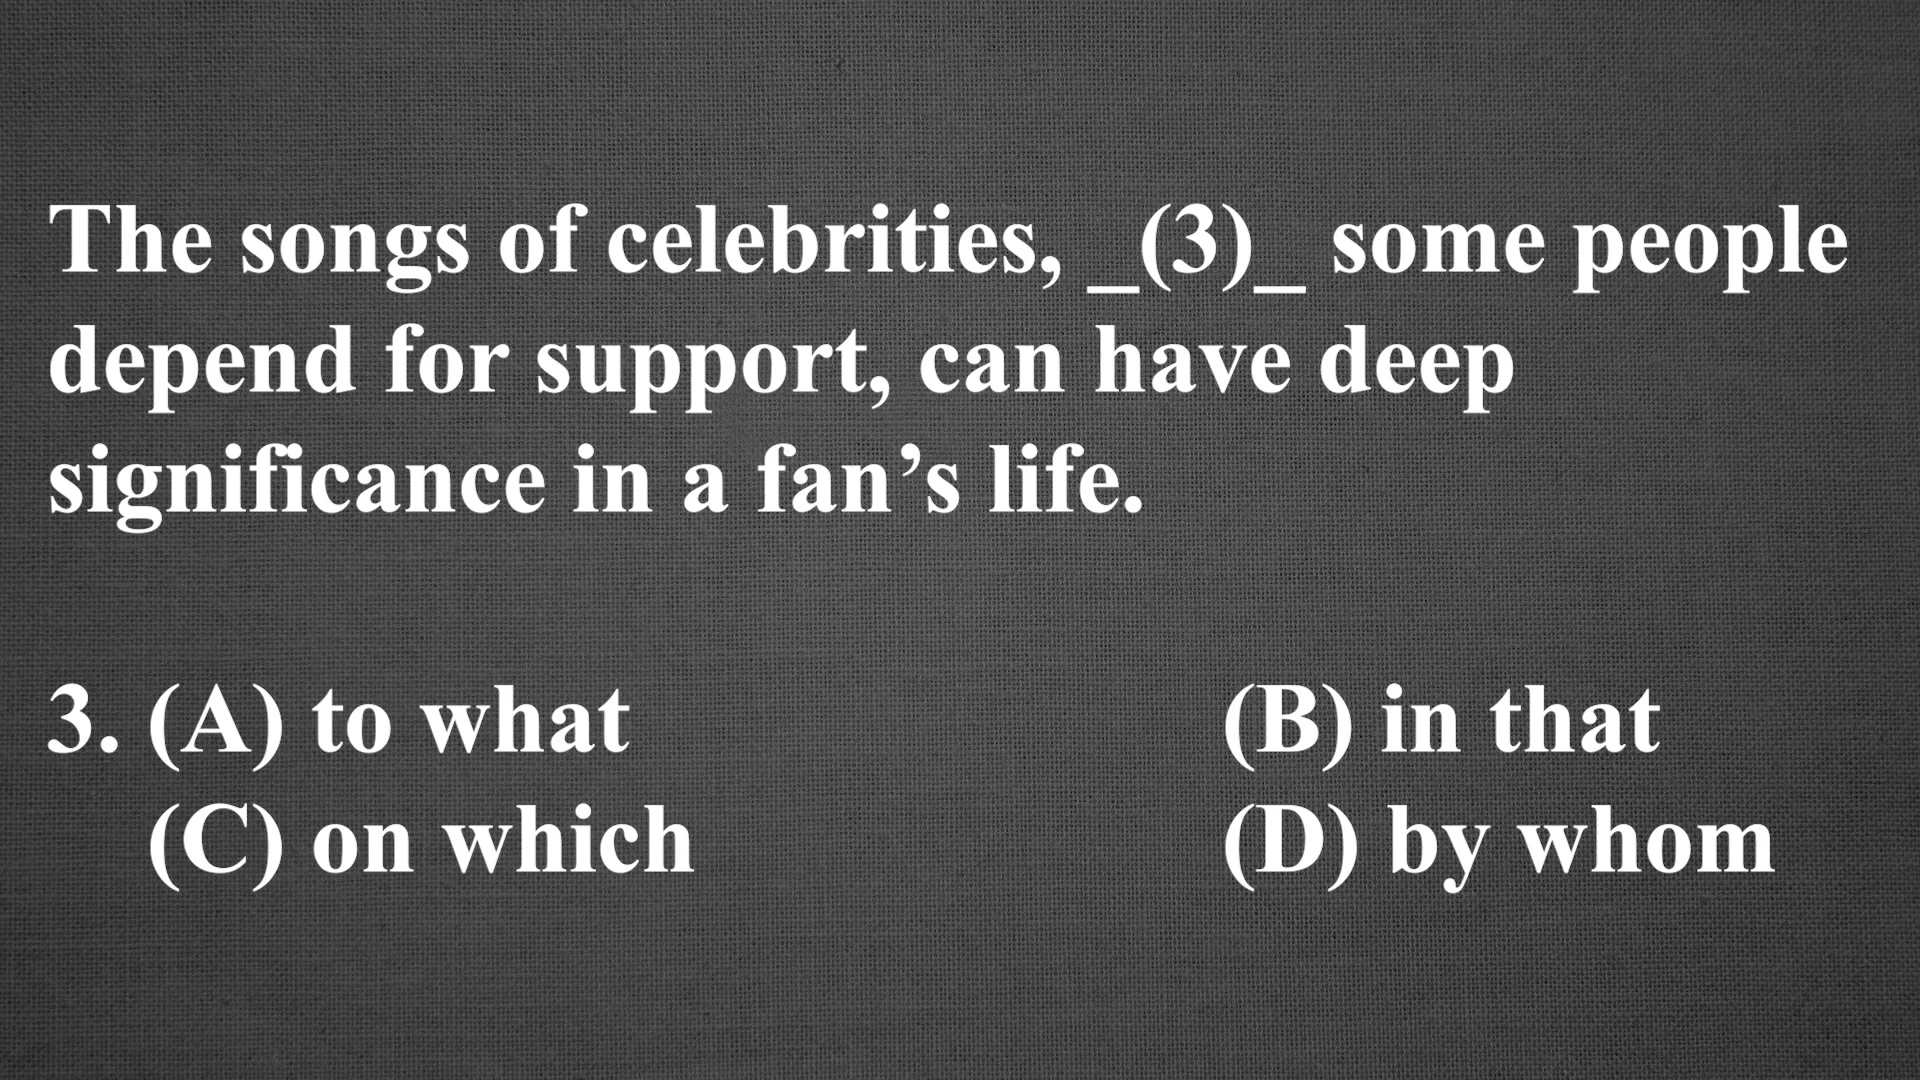 The songs of celebrities, _(3)_ some people
depend for support, can have deep
significance in a fan’s life.
3. (A) to what (B) in that
(C) on which (D) by whom